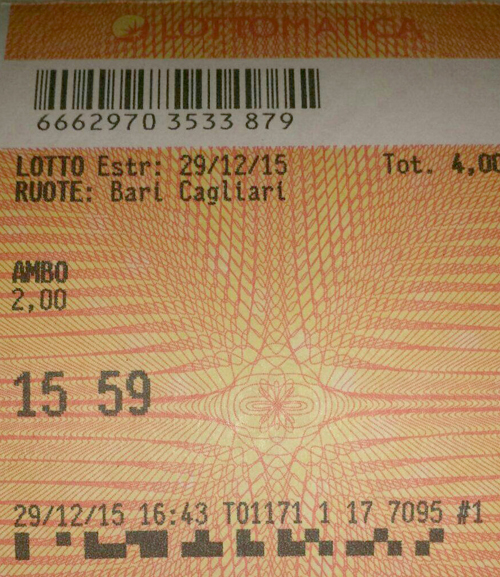 LOTTOMATICA
6662970 3533 879
LOTTO Estr: 29/12/15 Tot. 4,00
RUOTE: Bari Cagliari
AMBO
2,00
15 59
29/12/15 16:43 T01171 1 17 7095 #1